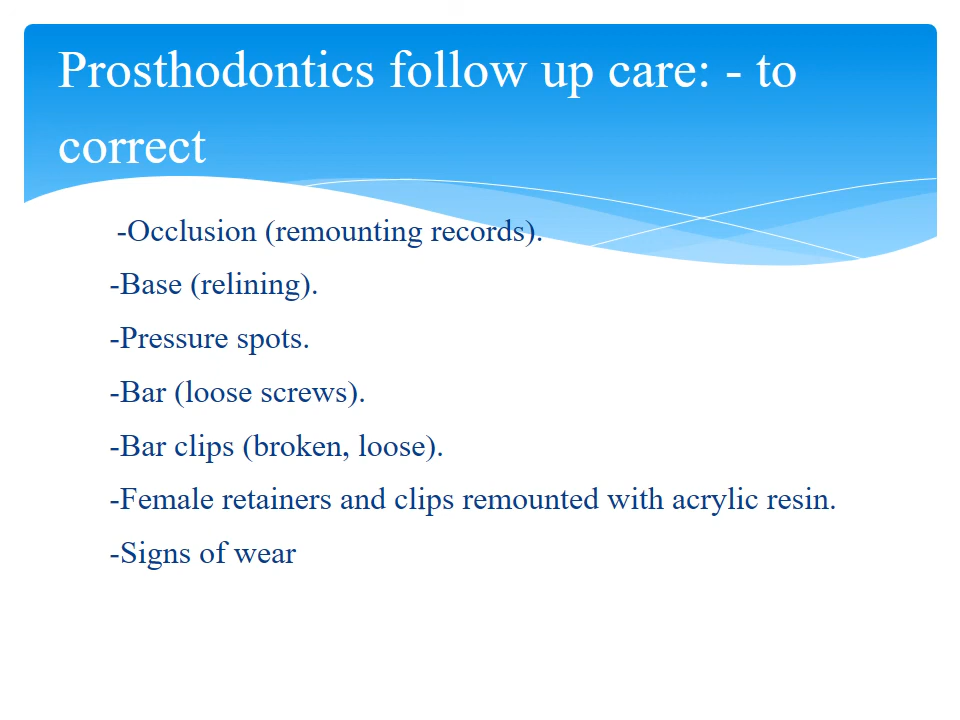 Prosthodontics follow up care: - to
correct
-Occlusion (remounting records).
-Base (relining).
-Pressure spots.
-Bar (loose screws).
-Bar clips (broken, loose).
-Female retainers and clips remounted with acrylic resin.
-Signs of wear